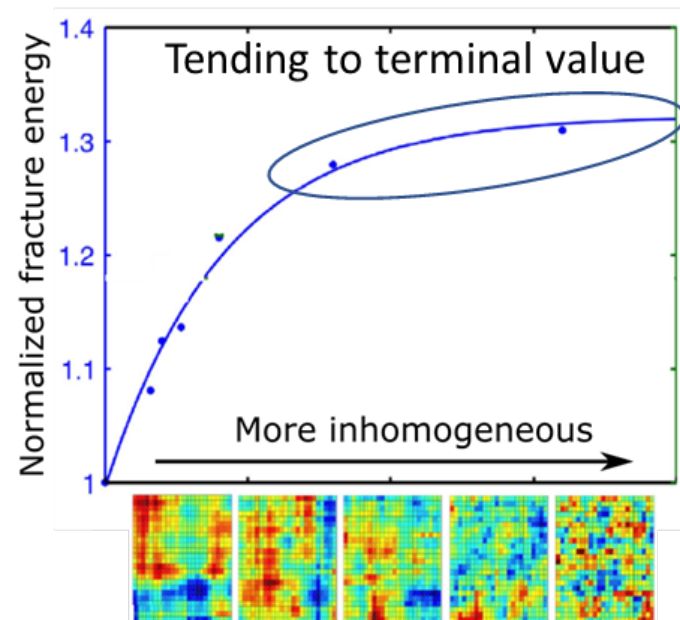 1.4
Tending to terminal value
1.3
1.2
1.1
1
Normalized fracture energy
More inhomogeneous